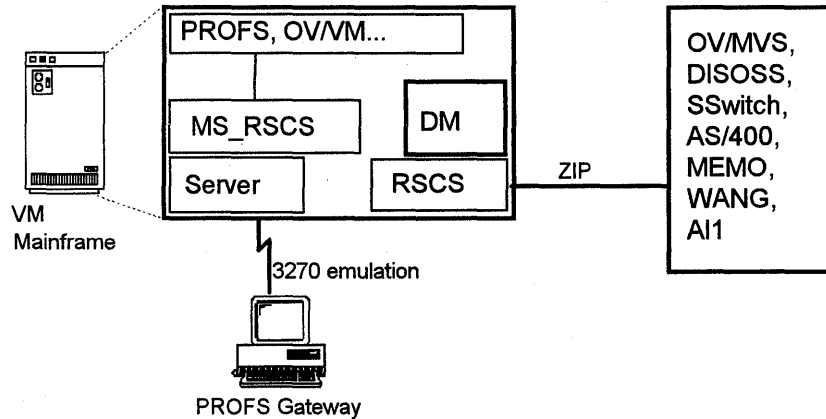 PROFS, OV/VM...
MS_RSCS
DM
Server
RSCS
ZIP
OV/MVS,
DISOSS,
SSwitch,
AS/400,
MEMO,
WANG,
Al1
VM
Mainframe
3270 emulation
PROFS Gateway